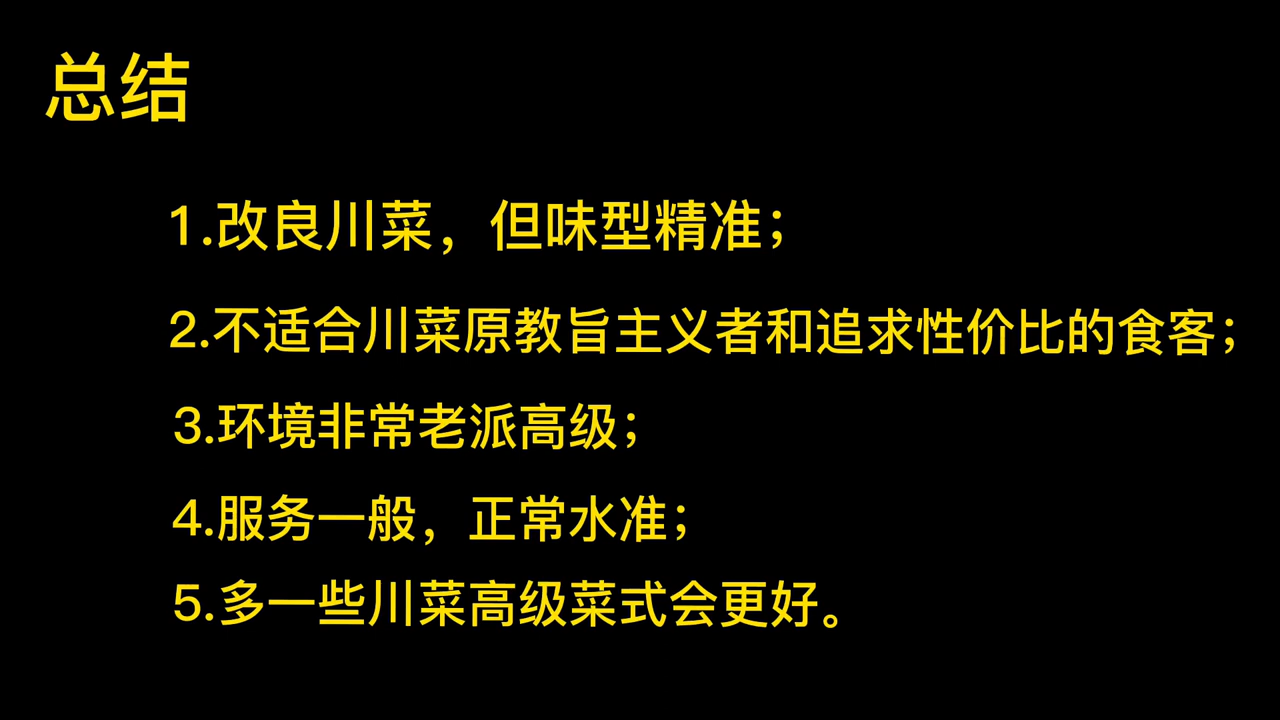 总结
1.改良川菜，但味型精准；
2.不适合川菜原教旨主义者和追求性价比的食客；
3.环境非常老派高级；
4.服务一般，正常水准；
5.多一些川菜高级菜式会更好。